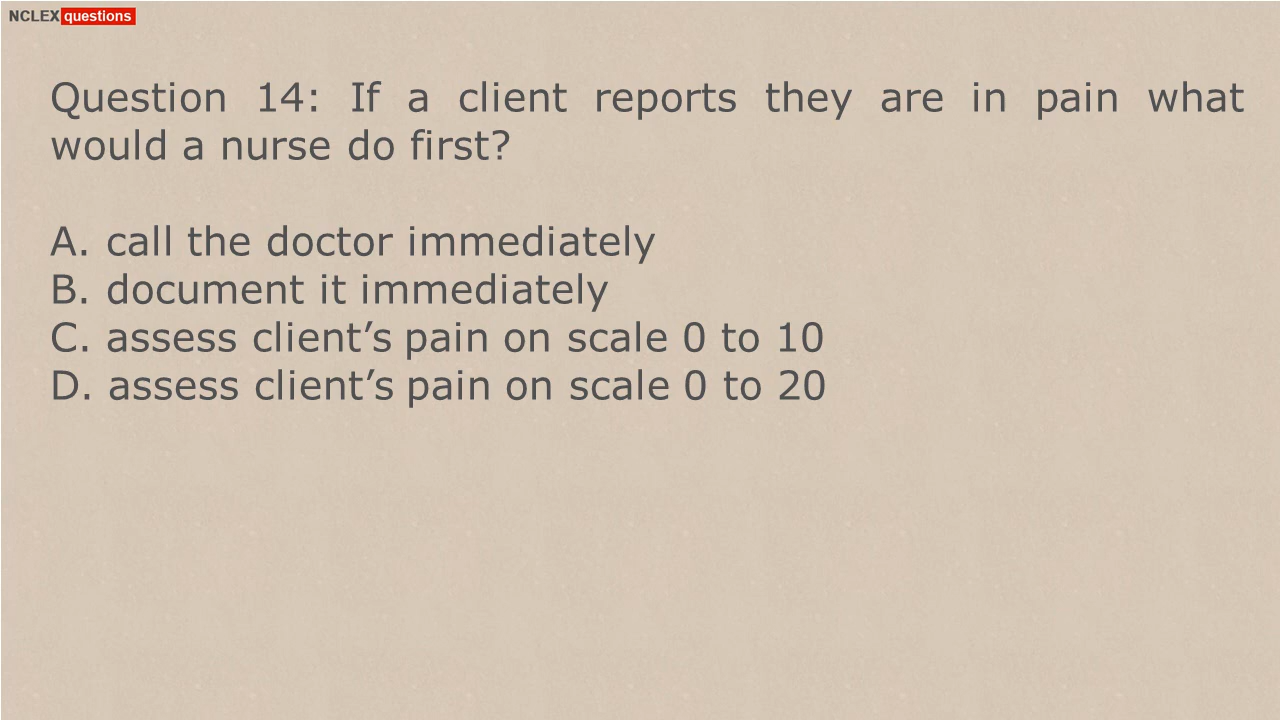 NCLEX questions
Question 14: If a client reports they are in pain what
would a nurse do first?
A. call the doctor immediately
B. document it immediately
C. assess client’s pain on scale 0 to 10
D. assess client’s pain on scale 0 to 20